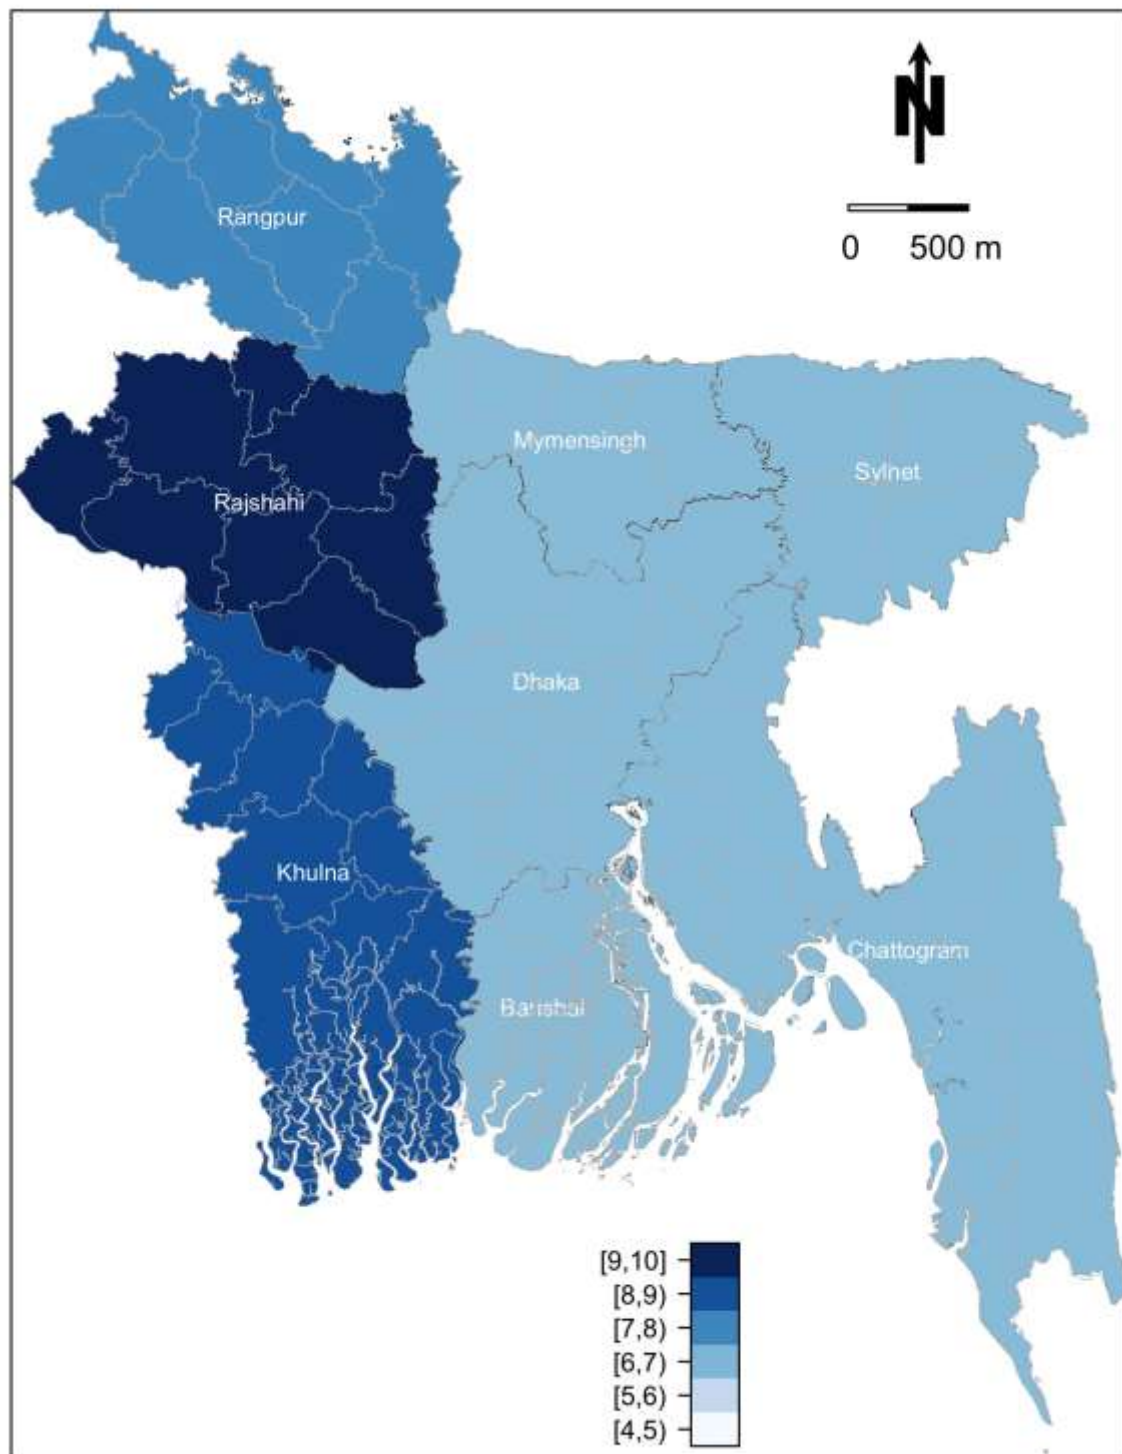 N
0 500 m
Rangpur
Mymensingh
Sylhet
Rajshahi
Dhaka
Khulna
Chattogram
Barishal
[9,10]
[8,9)
[7,8)
[6,7)
[5,6)
[4,5)